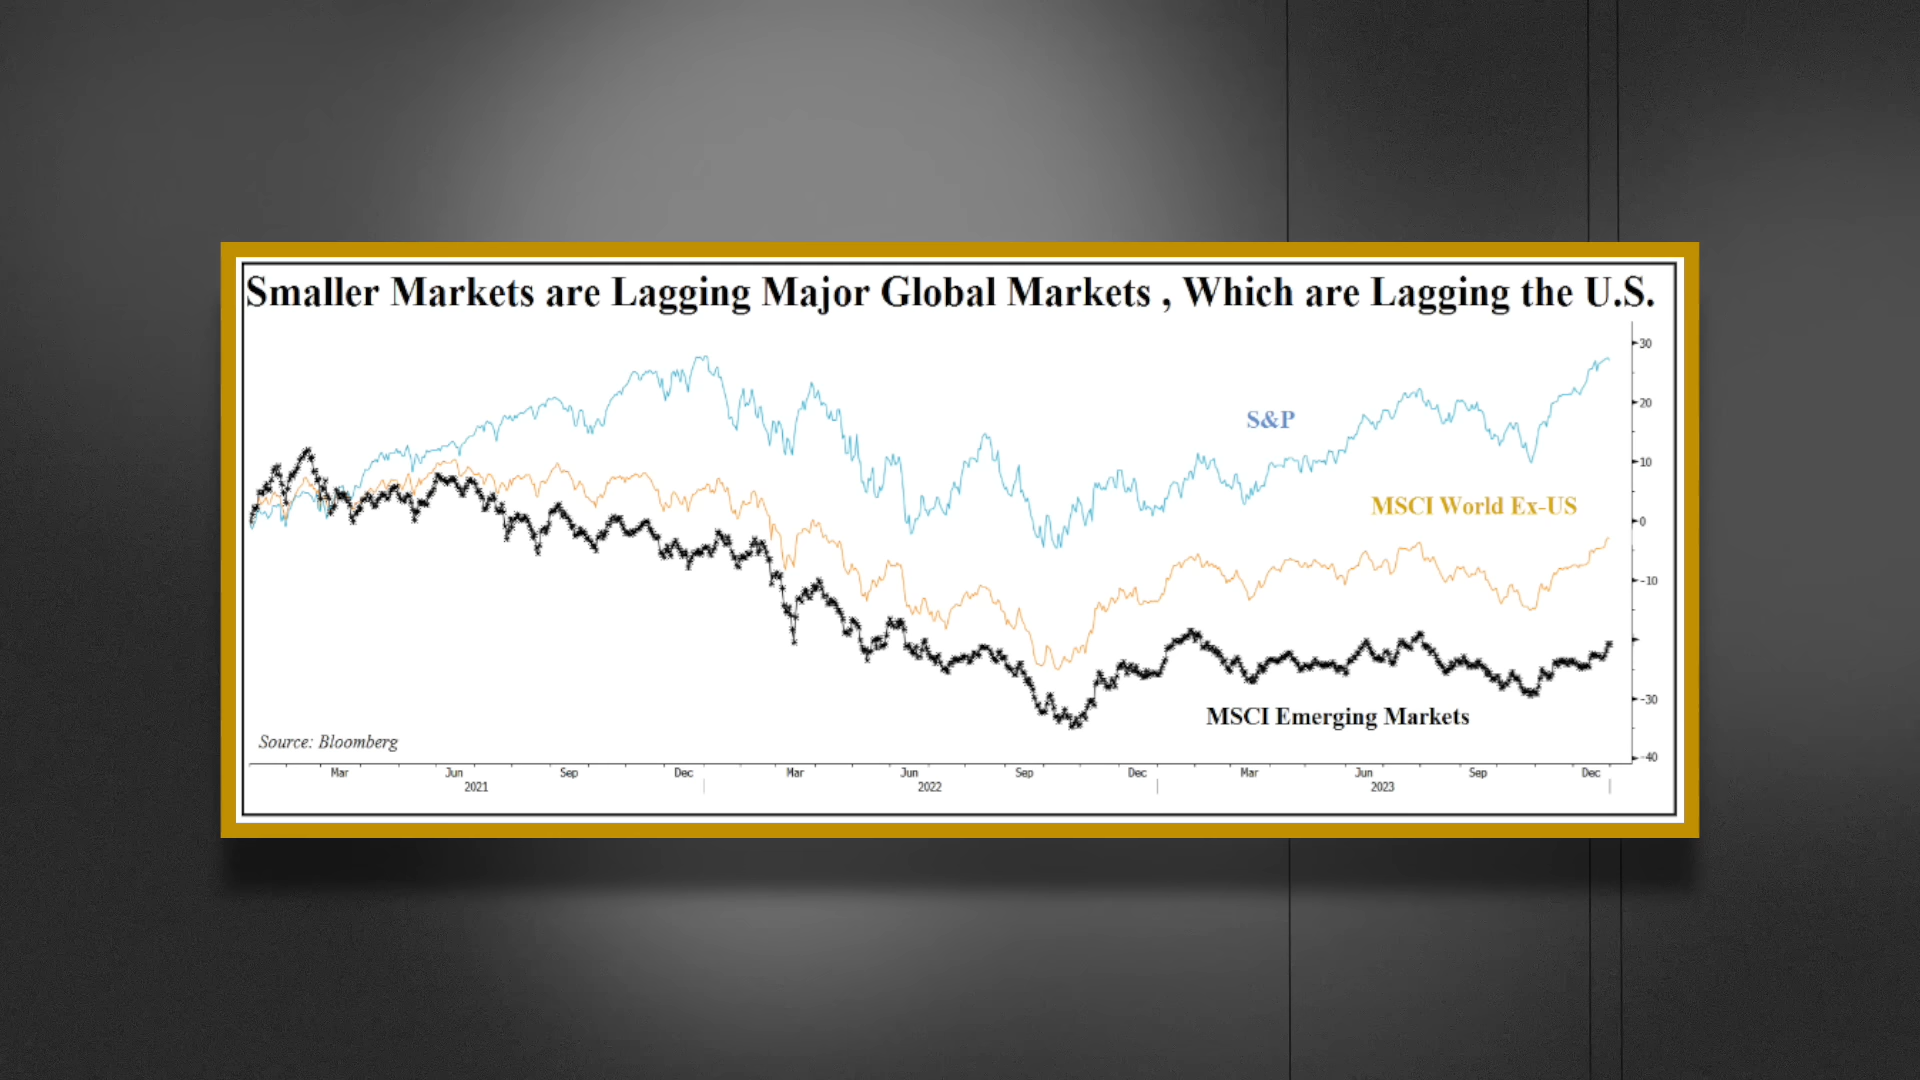 Smaller Markets are Lagging Major Global Markets , Which are Lagging the U.S.
30
S&P
20
10
MSCI World Ex-US
0
-10
-30
MSCI Emerging Markets
Source: Bloomberg
-40
Mar Jun Sep Dec Mar Jun Sep Dec Mar Jun Sep Dec
2021 2022 2023